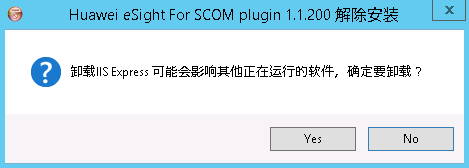 Huawei eSight For SCOM plugin 1.1.200 解除安装
卸载IIS Express 可能会影响其他正在运行的软件，确定要卸载？
Yes
No